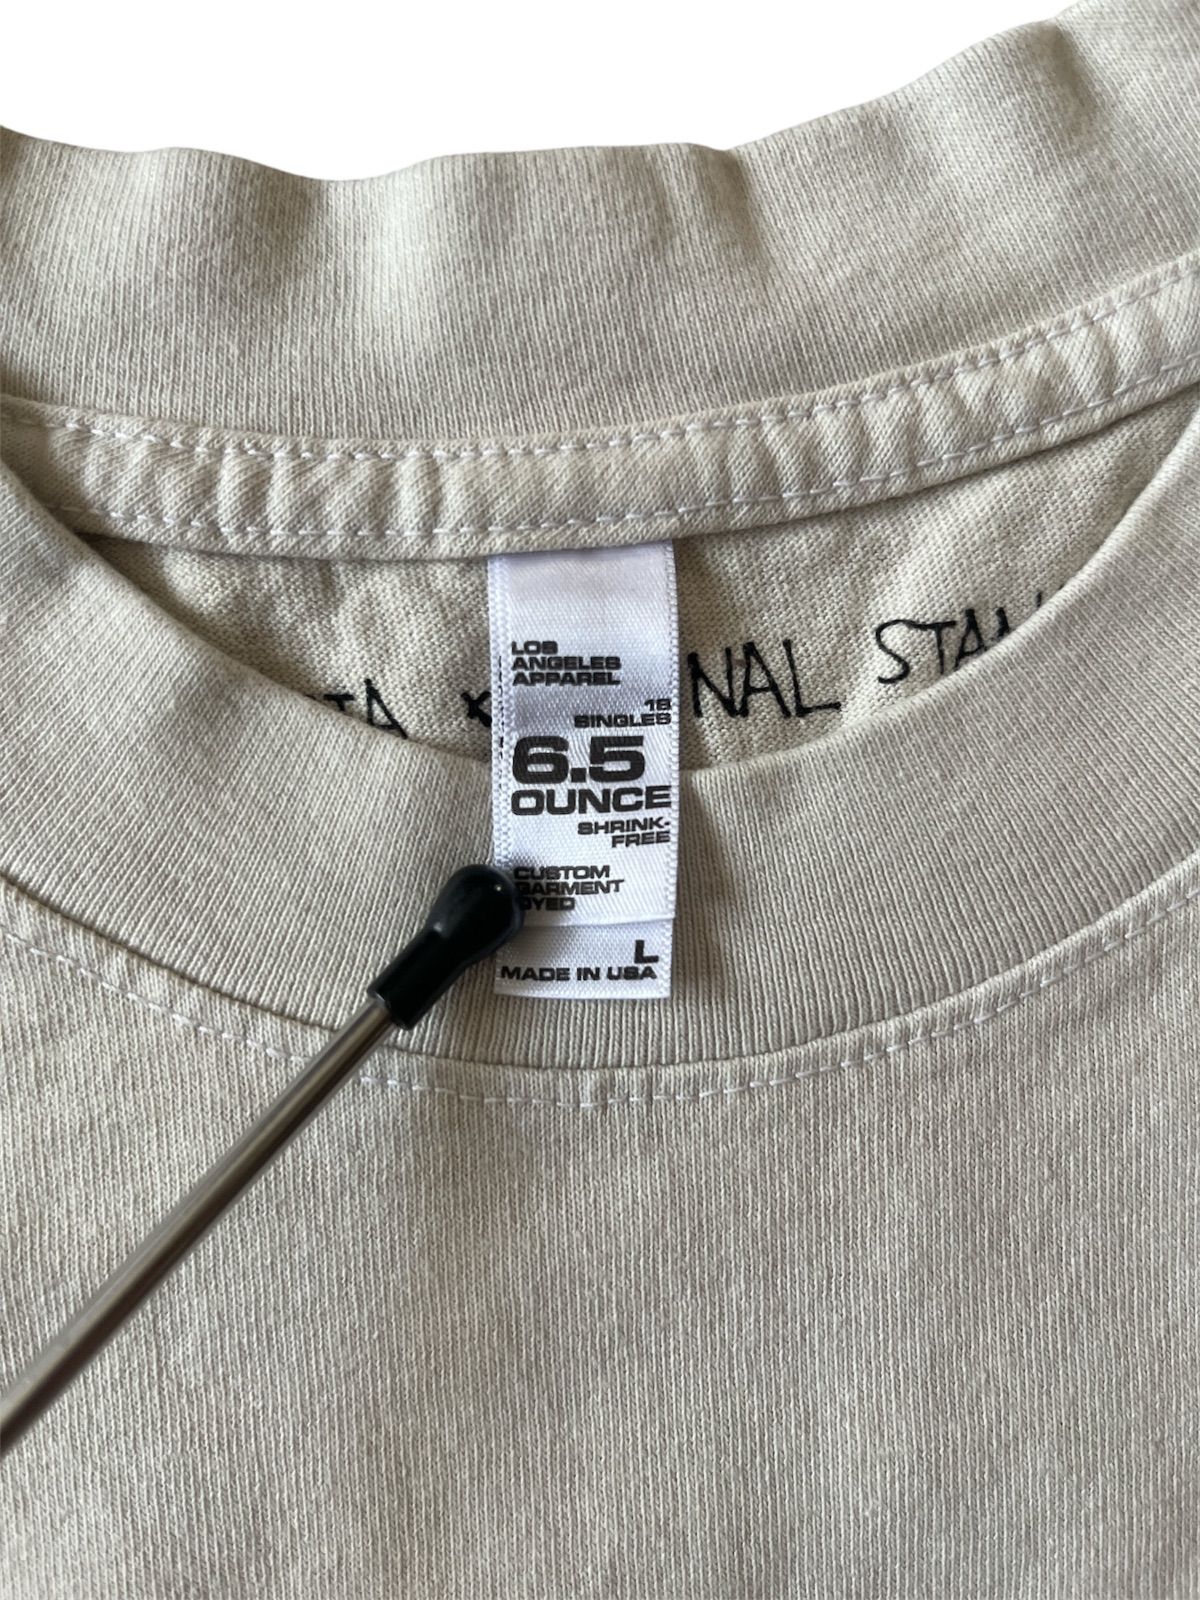 LOS
ANGELES
APPAREL
18
SINGLES
6.5
OUNCE
SHRINK-
FREE
CUSTOM
GARMENT
DYED
L
MADE IN USA